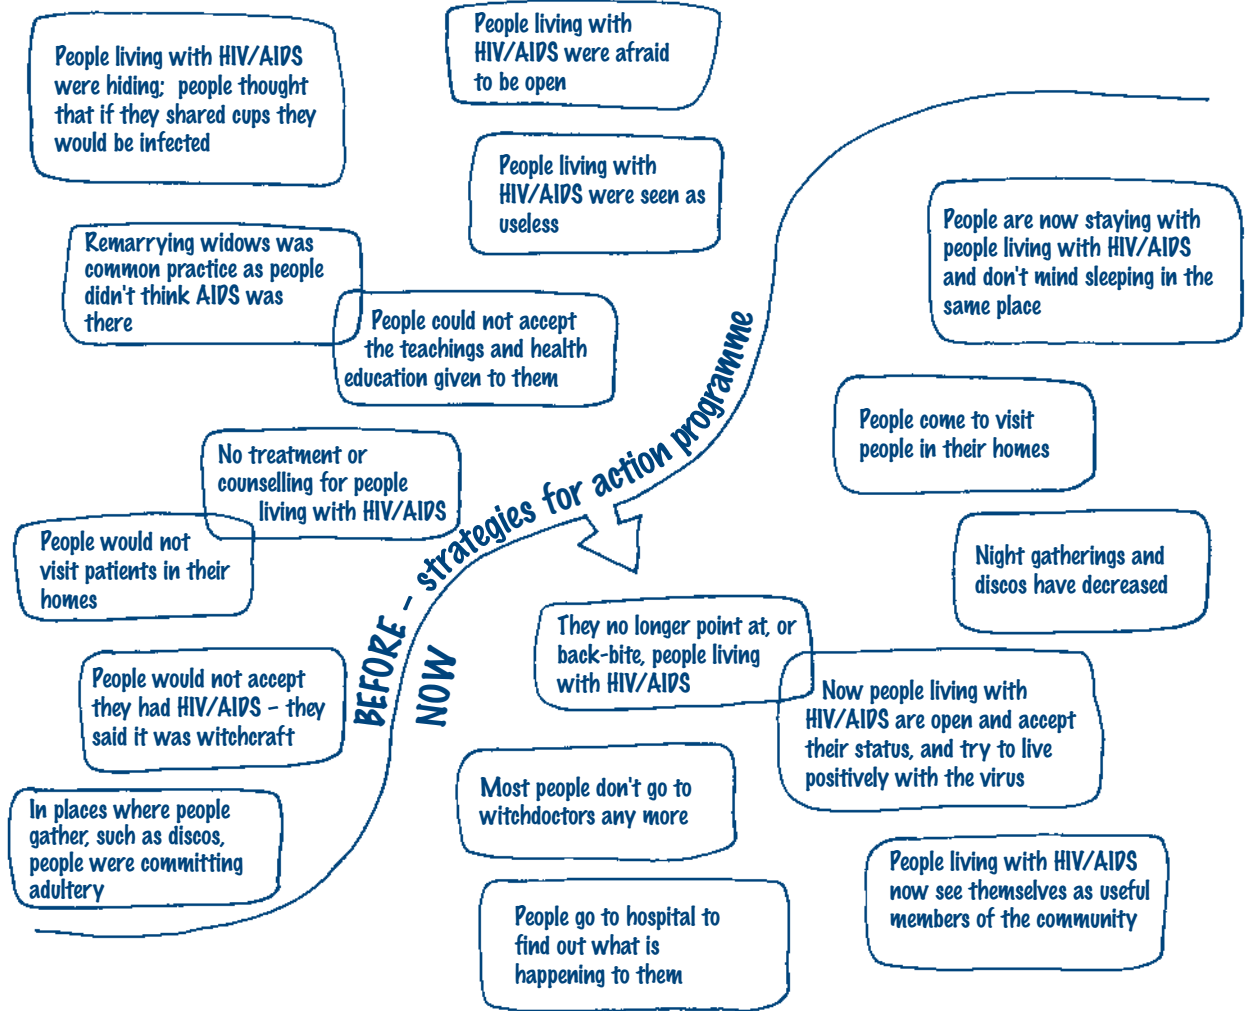 People living with HIV/AIDS
were hiding;  people thought
that if they shared cups they
would be infected
People living with
HIV/AIDS were afraid
to be open
People living with
HIV/AIDS were seen as
useless
Remarrying widows was
common practice as people
didn't think AIDS was
there
People could not accept
the teachings and health
education given to them
No treatment or
counselling for people
living with HIV/AIDS
People would not
visit patients in their
homes
People would not accept
they had HIV/AIDS – they
said it was witchcraft
In places where people
gather, such as discos,
people were committing
adultery
BEFORE – strategies for action programme
NOW
People are now staying with
people living with HIV/AIDS
and don't mind sleeping in the
same place
People come to visit
people in their homes
Night gatherings and
discos have decreased
They no longer point at, or
back-bite, people living
with HIV/AIDS
Now people living with
HIV/AIDS are open and accept
their status, and try to live
positively with the virus
Most people don't go to
witchdoctors any more
People living with HIV/AIDS
now see themselves as useful
members of the community
People go to hospital to
find out what is
happening to them